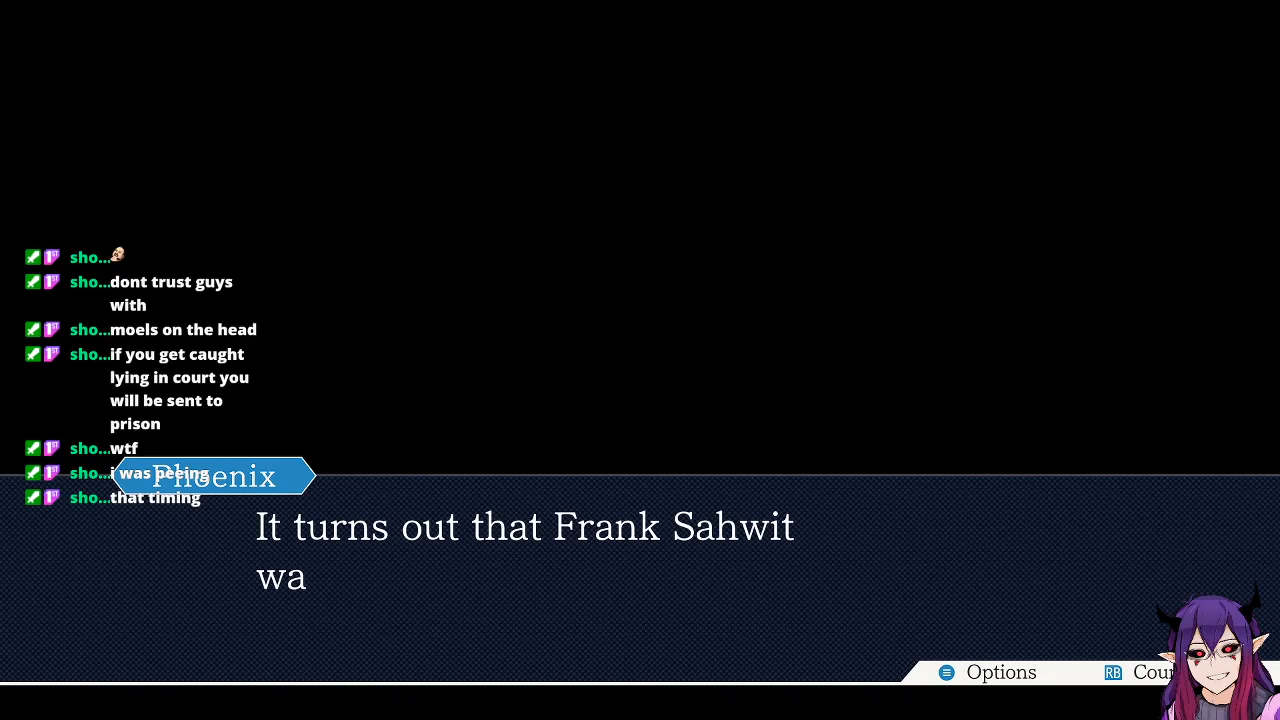 sho...
sho...dont trust guys
with
sho...moels on the head
sho...if you get caught
lying in court you
will be sent to
prison
sho...wtf
sho...i was peeing
Phoenix
sho...that timing
It turns out that Frank Sahwit
wa
Options
RB